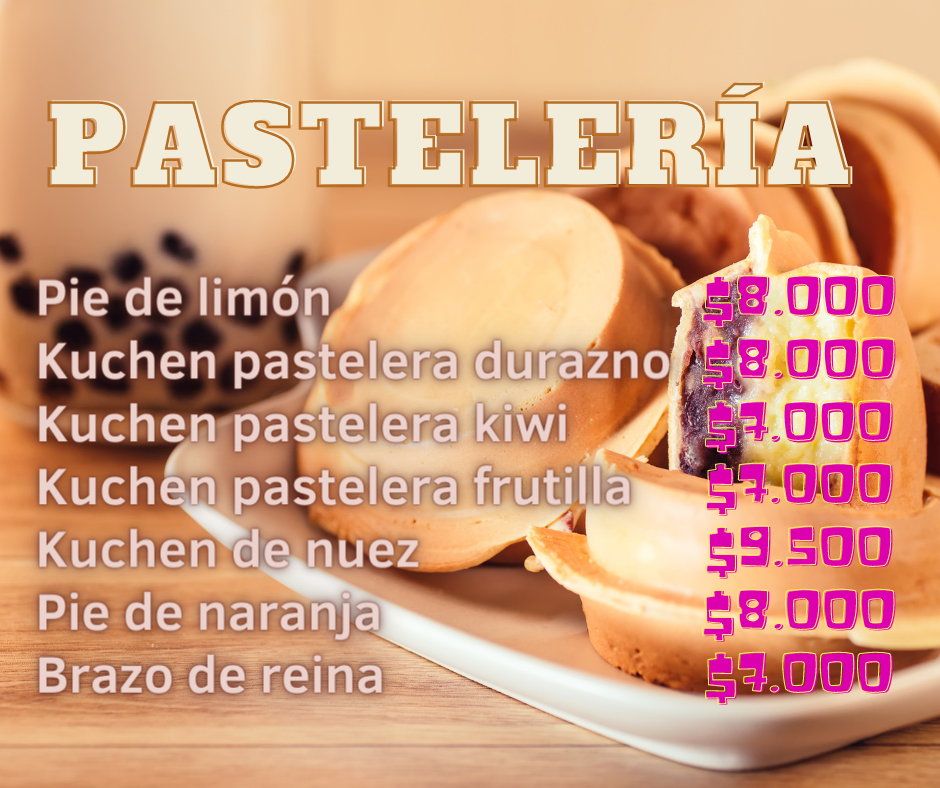 PASTELERÍA
Pie de limón $8.000
Kuchen pastelera durazno $8.000
Kuchen pastelera kiwi $7.000
Kuchen pastelera frutilla $7.000
Kuchen de nuez $9.500
Pie de naranja $8.000
Brazo de reina $7.000